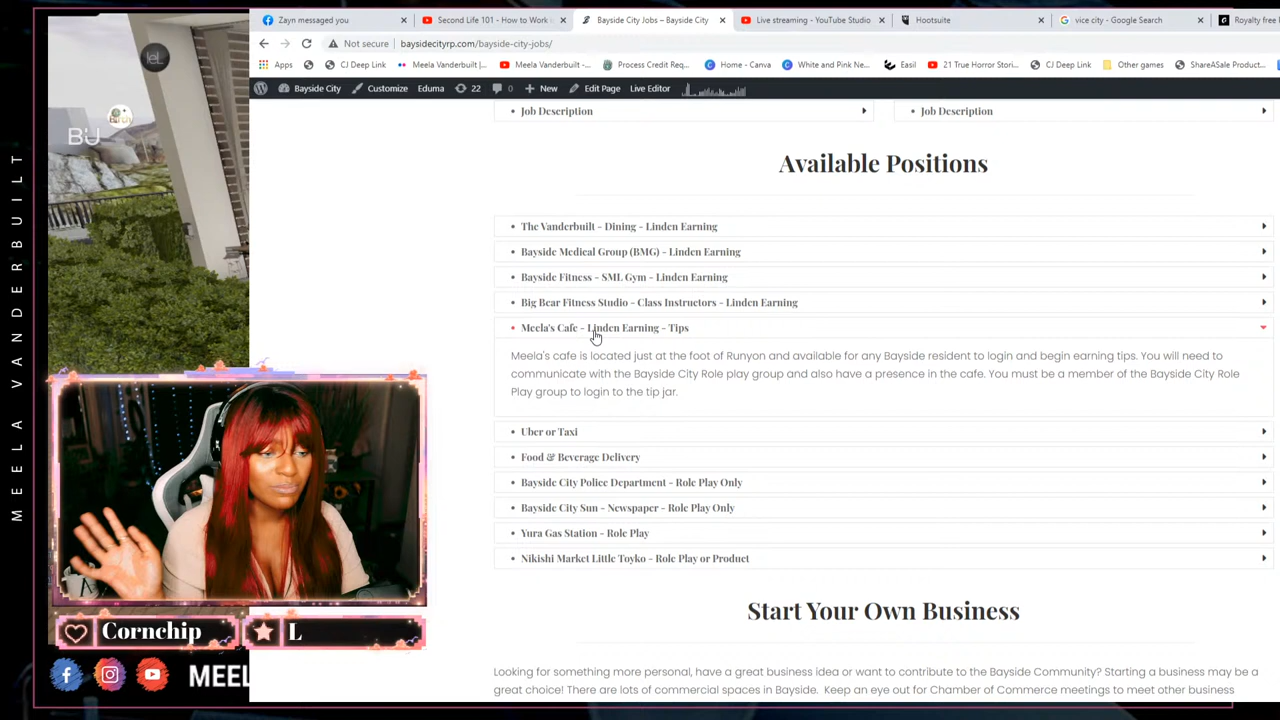 Zayn messaged you
Second Life 101 - How to Work i
Bayside City Jobs – Bayside City
Live streaming - YouTube Studio
Hootsuite
vice city - Google Search
Royalty free
Not secure
baysidecityrp.com/bayside-city-jobs/
Apps
CJ Deep Link
Meela Vanderbuilt |...
Meela Vanderbuilt -...
Process Credit Req...
Home - Canva
White and Pink Ne...
Easil
21 True Horror Stori...
CJ Deep Link
Other games
ShareASale Product...
Bayside City
Customize
Eduma
22
0
New
Edit Page
Live Editor
Job Description
Job Description
Available Positions
The Vanderbuilt - Dining - Linden Earning
Bayside Medical Group (BMG) - Linden Earning
Bayside Fitness - SML Gym - Linden Earning
Big Bear Fitness Studio - Class Instructors - Linden Earning
Meela's Cafe - Linden Earning - Tips
Meela's cafe is located just at the foot of Runyon and available for any Bayside resident to login and begin earning tips. You will need to
communicate with the Bayside City Role play group and also have a presence in the cafe. You must be a member of the Bayside City Role
Play group to login to the tip jar.
Uber or Taxi
Food & Beverage Delivery
Bayside City Police Department - Role Play Only
Bayside City Sun - Newspaper - Role Play Only
Yura Gas Station - Role Play
Nikishi Market Little Toyko - Role Play or Product
Start Your Own Business
Looking for something more personal, have a great business idea or want to contribute to the Bayside Community? Starting a business may be a
great choice! There are lots of commercial spaces in Bayside. Keep an eye out for Chamber of Commerce meetings to meet other business
MEELA VANDERBUILT
Cornchip
L
MEEL